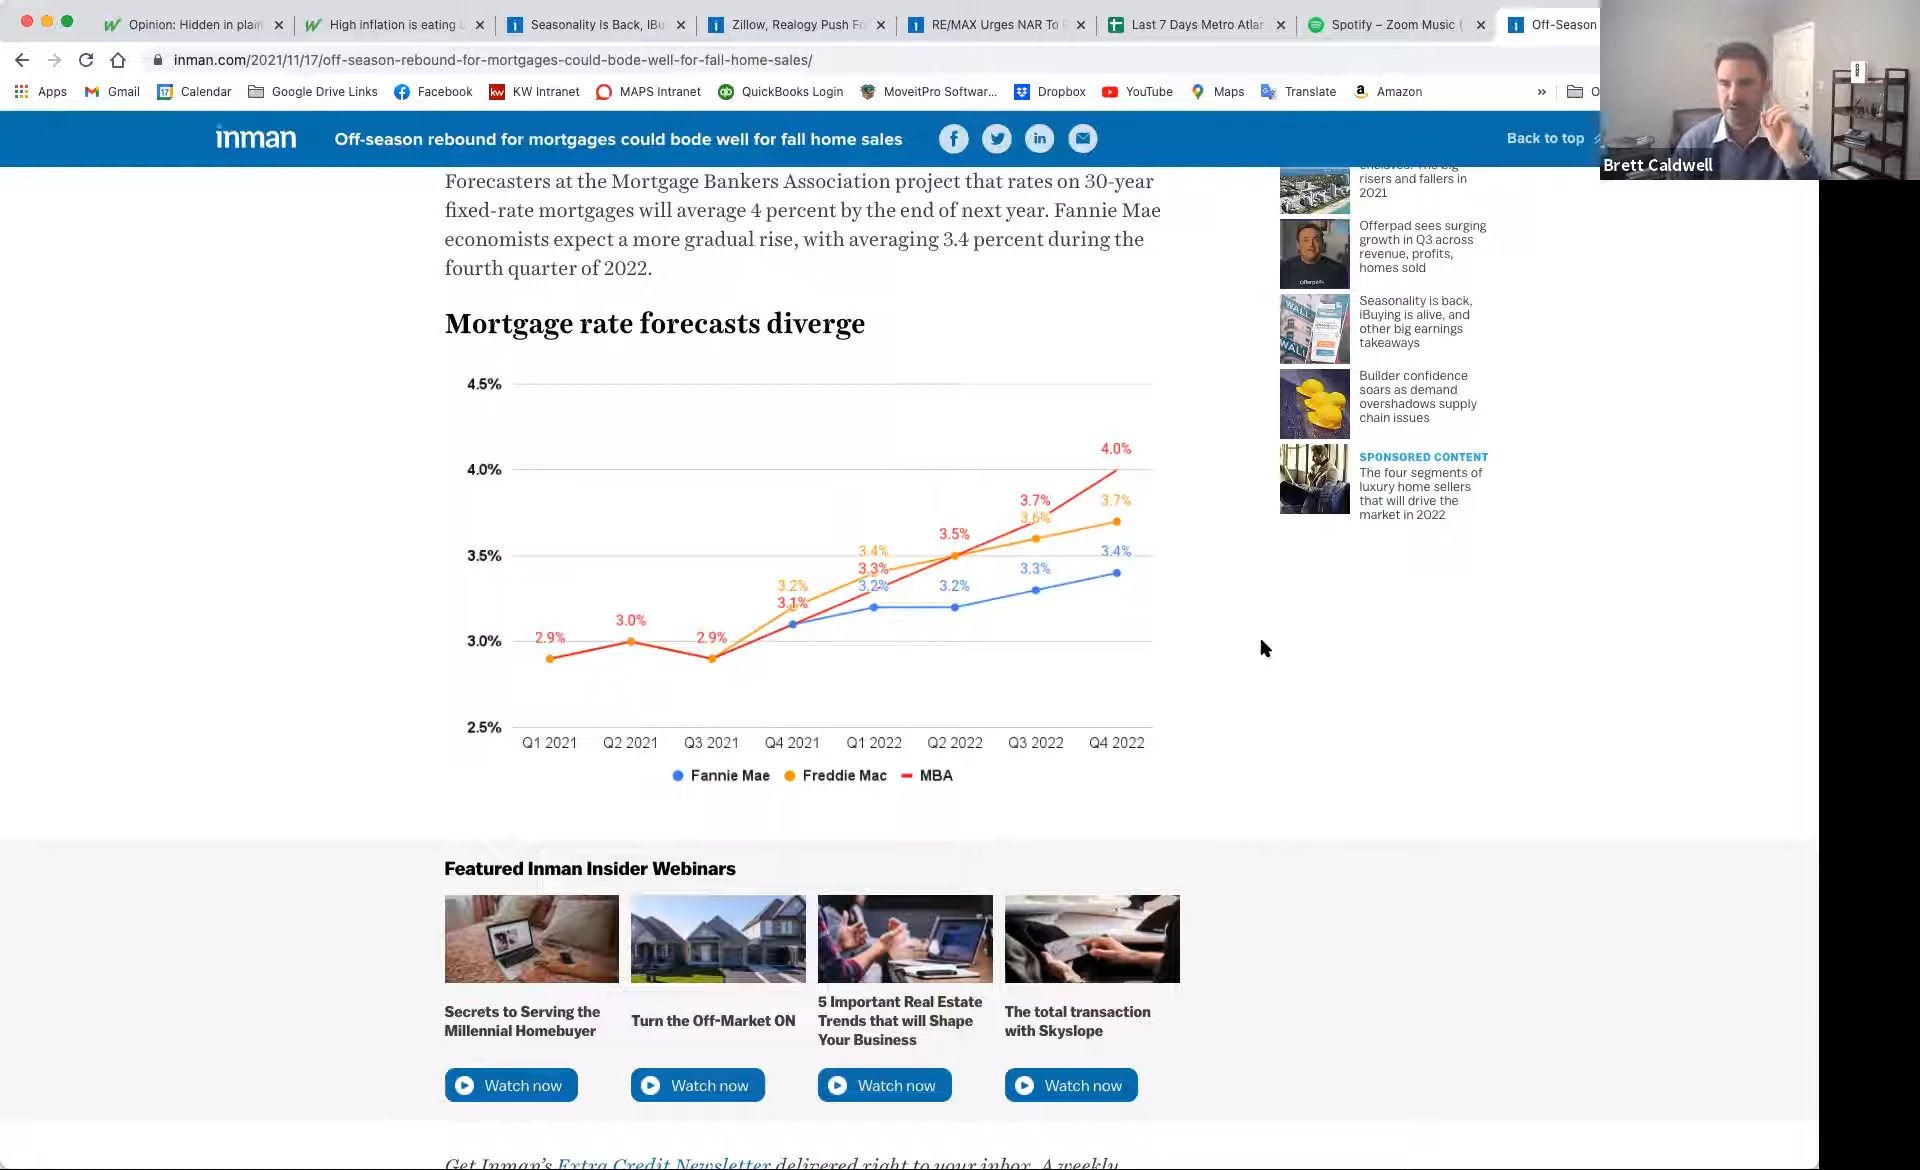 Opinion: Hidden in plain
High inflation is eating
Seasonality Is Back, IBu
Zillow, Realogy Push Fo
RE/MAX Urges NAR To
Last 7 Days Metro Atlan
Spotify – Zoom Music (
Off-Season
inman.com/2021/11/17/off-season-rebound-for-mortgages-could-bode-well-for-fall-home-sales/
Apps
Gmail
Calendar
Google Drive Links
Facebook
KW Intranet
MAPS Intranet
QuickBooks Login
MoveitPro Softwar...
Dropbox
YouTube
Maps
Translate
Amazon
»
inman
Off-season rebound for mortgages could bode well for fall home sales
Back to top
Brett Caldwell
Forecasters at the Mortgage Bankers Association project that rates on 30-year
fixed-rate mortgages will average 4 percent by the end of next year. Fannie Mae
economists expect a more gradual rise, with averaging 3.4 percent during the
fourth quarter of 2022.
Mortgage rate forecasts diverge
4.5%
4.0%
3.5%
3.0%
2.5%
2.9%
3.0%
2.9%
3.2%
3.1%
3.4%
3.3%
3.2%
3.5%
3.2%
3.7%
3.6%
3.3%
4.0%
3.7%
3.4%
Q1 2021
Q2 2021
Q3 2021
Q4 2021
Q1 2022
Q2 2022
Q3 2022
Q4 2022
Fannie Mae
Freddie Mac
MBA
risers and fallers in
2021
Offerpad sees surging
growth in Q3 across
revenue, profits,
homes sold
Seasonality is back,
iBuying is alive, and
other big earnings
takeaways
Builder confidence
soars as demand
overshadows supply
chain issues
SPONSORED CONTENT
The four segments of
luxury home sellers
that will drive the
market in 2022
Featured Inman Insider Webinars
Secrets to Serving the
Millennial Homebuyer
Turn the Off-Market ON
5 Important Real Estate
Trends that will Shape
Your Business
The total transaction
with Skyslope
Watch now
Watch now
Watch now
Watch now
Get Inman's Extra Credit Newsletter delivered right to your inbox. A weekly